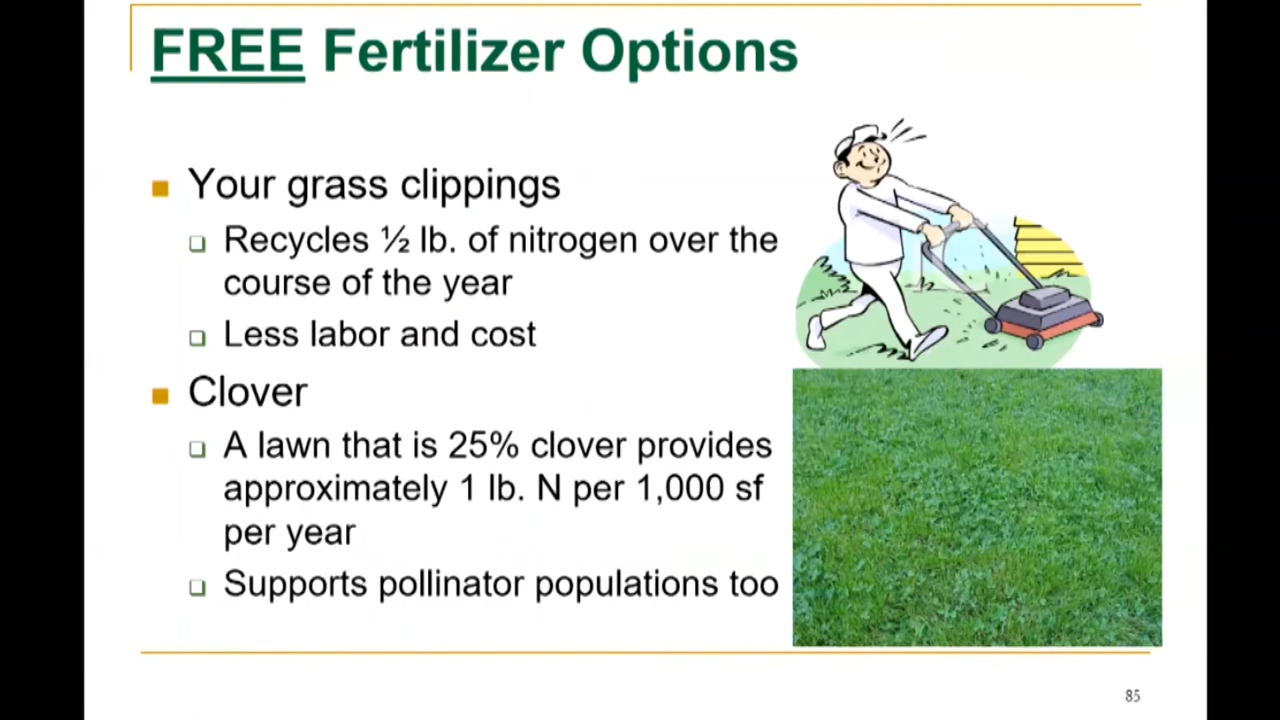 FREE Fertilizer Options
Your grass clippings
Recycles ½ lb. of nitrogen over the
course of the year
Less labor and cost
Clover
A lawn that is 25% clover provides
approximately 1 lb. N per 1,000 sf
per year
Supports pollinator populations too
85